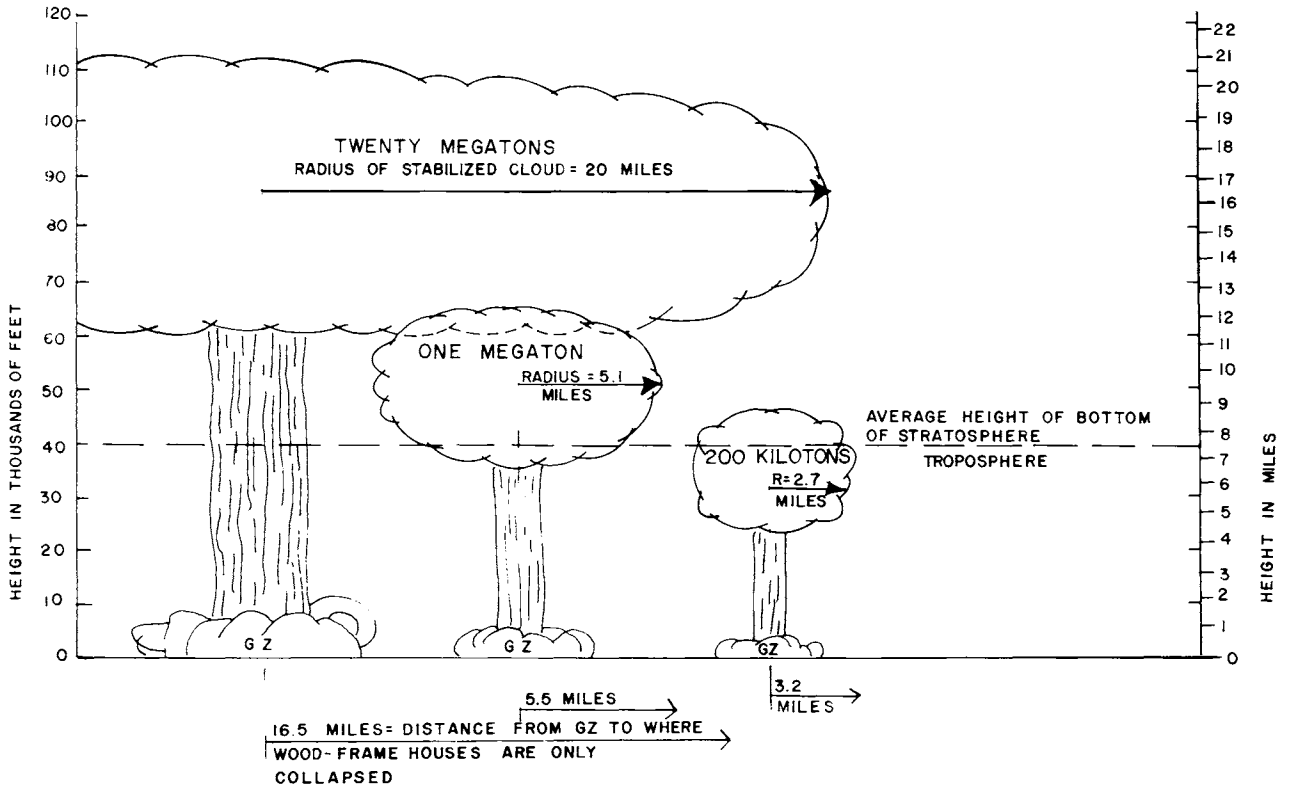 120
110
100
90
80
70
60
50
40
30
20
10
0
HEIGHT IN THOUSANDS OF FEET
TWENTY MEGATONS
RADIUS OF STABILIZED CLOUD = 20 MILES
ONE MEGATON
RADIUS = 5.1
MILES
200 KILOTONS
R=2.7
MILES
AVERAGE HEIGHT OF BOTTOM
OF STRATOSPHERE
TROPOSPHERE
GZ
GZ
GZ
22
21
20
19
18
17
16
15
14
13
12
11
10
9
8
7
6
5
4
3
2
1
0
HEIGHT IN MILES
3.2
MILES
5.5 MILES
16.5 MILES= DISTANCE FROM GZ TO WHERE
WOOD-FRAME HOUSES ARE ONLY
COLLAPSED